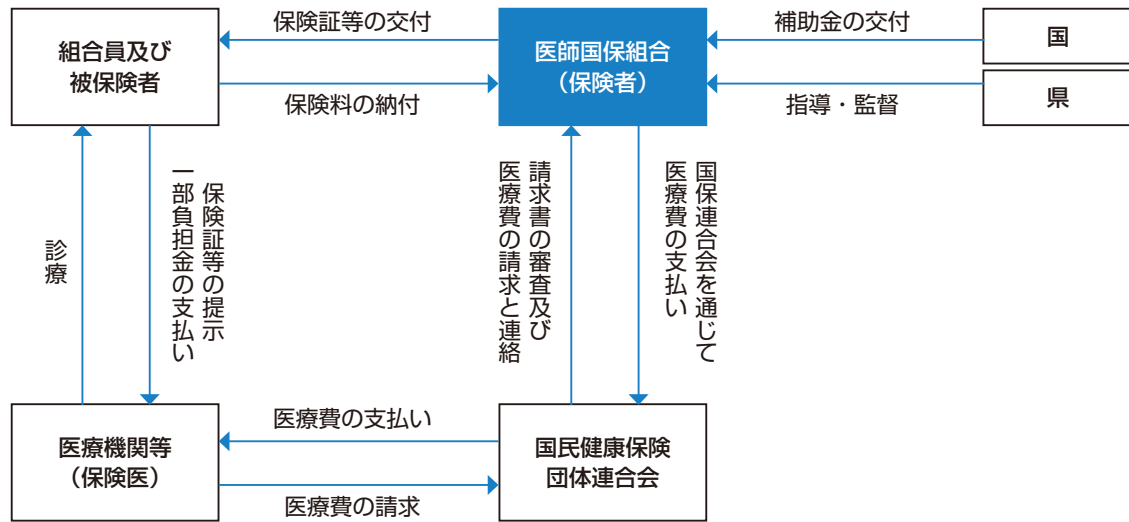 保険証等の交付
補助金の交付
組合員及び
被保険者
医師国保組合
（保険者）
国
県
保険料の納付
指導・監督
診療
保険証等の提示
一部負担金の支払い
請求書の審査及び
医療費の請求と連絡
国保連合会を通じて
医療費の支払い
医療機関等
（保険医）
医療費の支払い
国民健康保険
団体連合会
医療費の請求